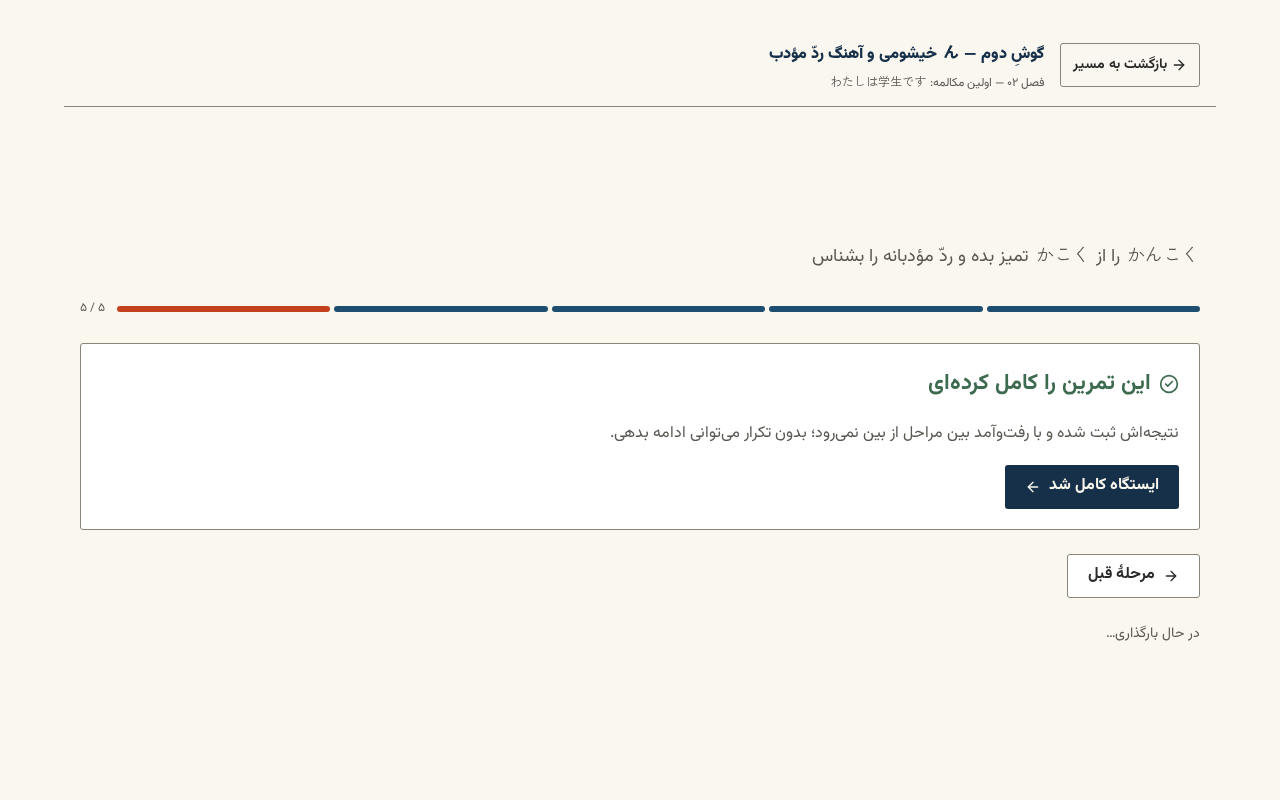 بازگشت به مسیر
گوشِ دوم — ん خیشومی و آهنگ ردّ مؤدب
فصل ۰۲ — اولین مکالمه: わたしは学生です
かんこく را از かこく تمیز بده و ردّ مؤدبانه را بشناس
۵ / ۵
این تمرین را کامل کرده‌ای
نتیجه‌اش ثبت شده و با رفت‌وآمد بین مراحل از بین نمی‌رود؛ بدون تکرار می‌توانی ادامه بدهی.
ایستگاه کامل شد
مرحلهٔ قبل
در حال بارگذاری…